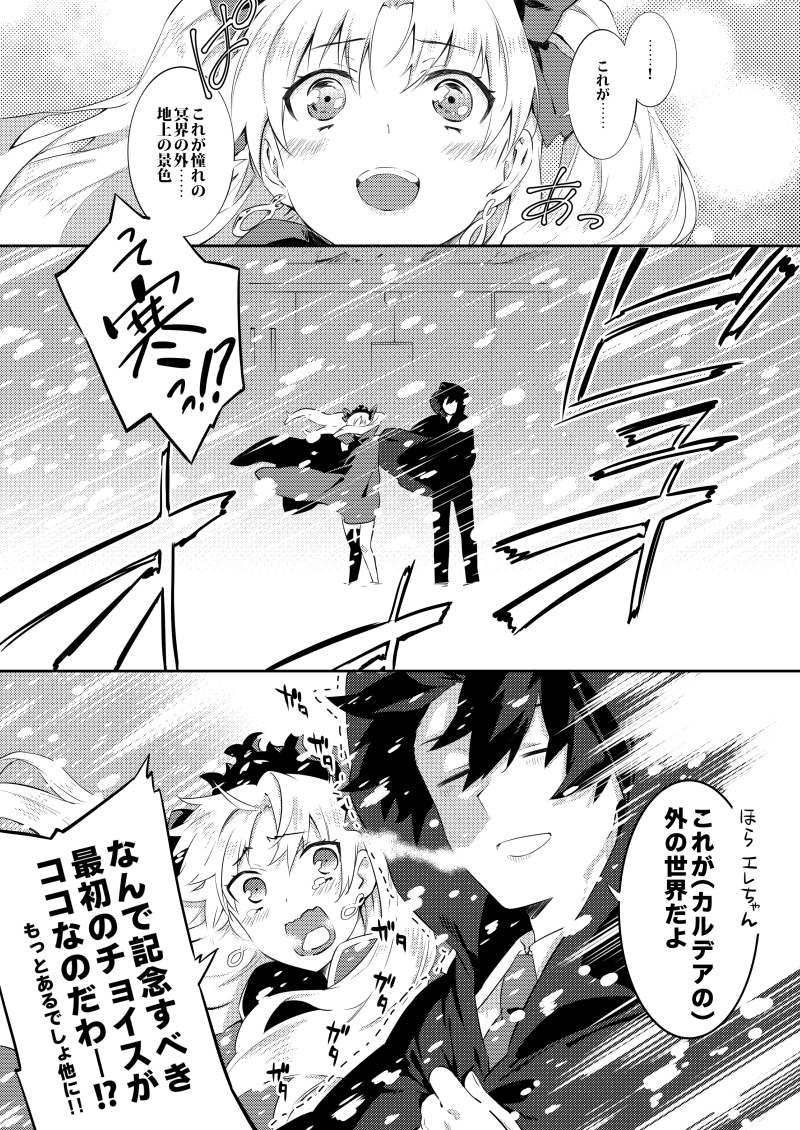 ……！
これが……
ぱぁ
あっ
これが憧れの
冥界の外……
地上の景色
って
寒
っ!?
ビュオオオオ
ほら エレちゃん
これが(カルデアの)
外の世界だよ
ガタ
ガタ
なんで記念すべき
最初のチョイスが
ココなのだわー!?
もっとあるでしょ他に!!
ガタ
ガタ
ガタ